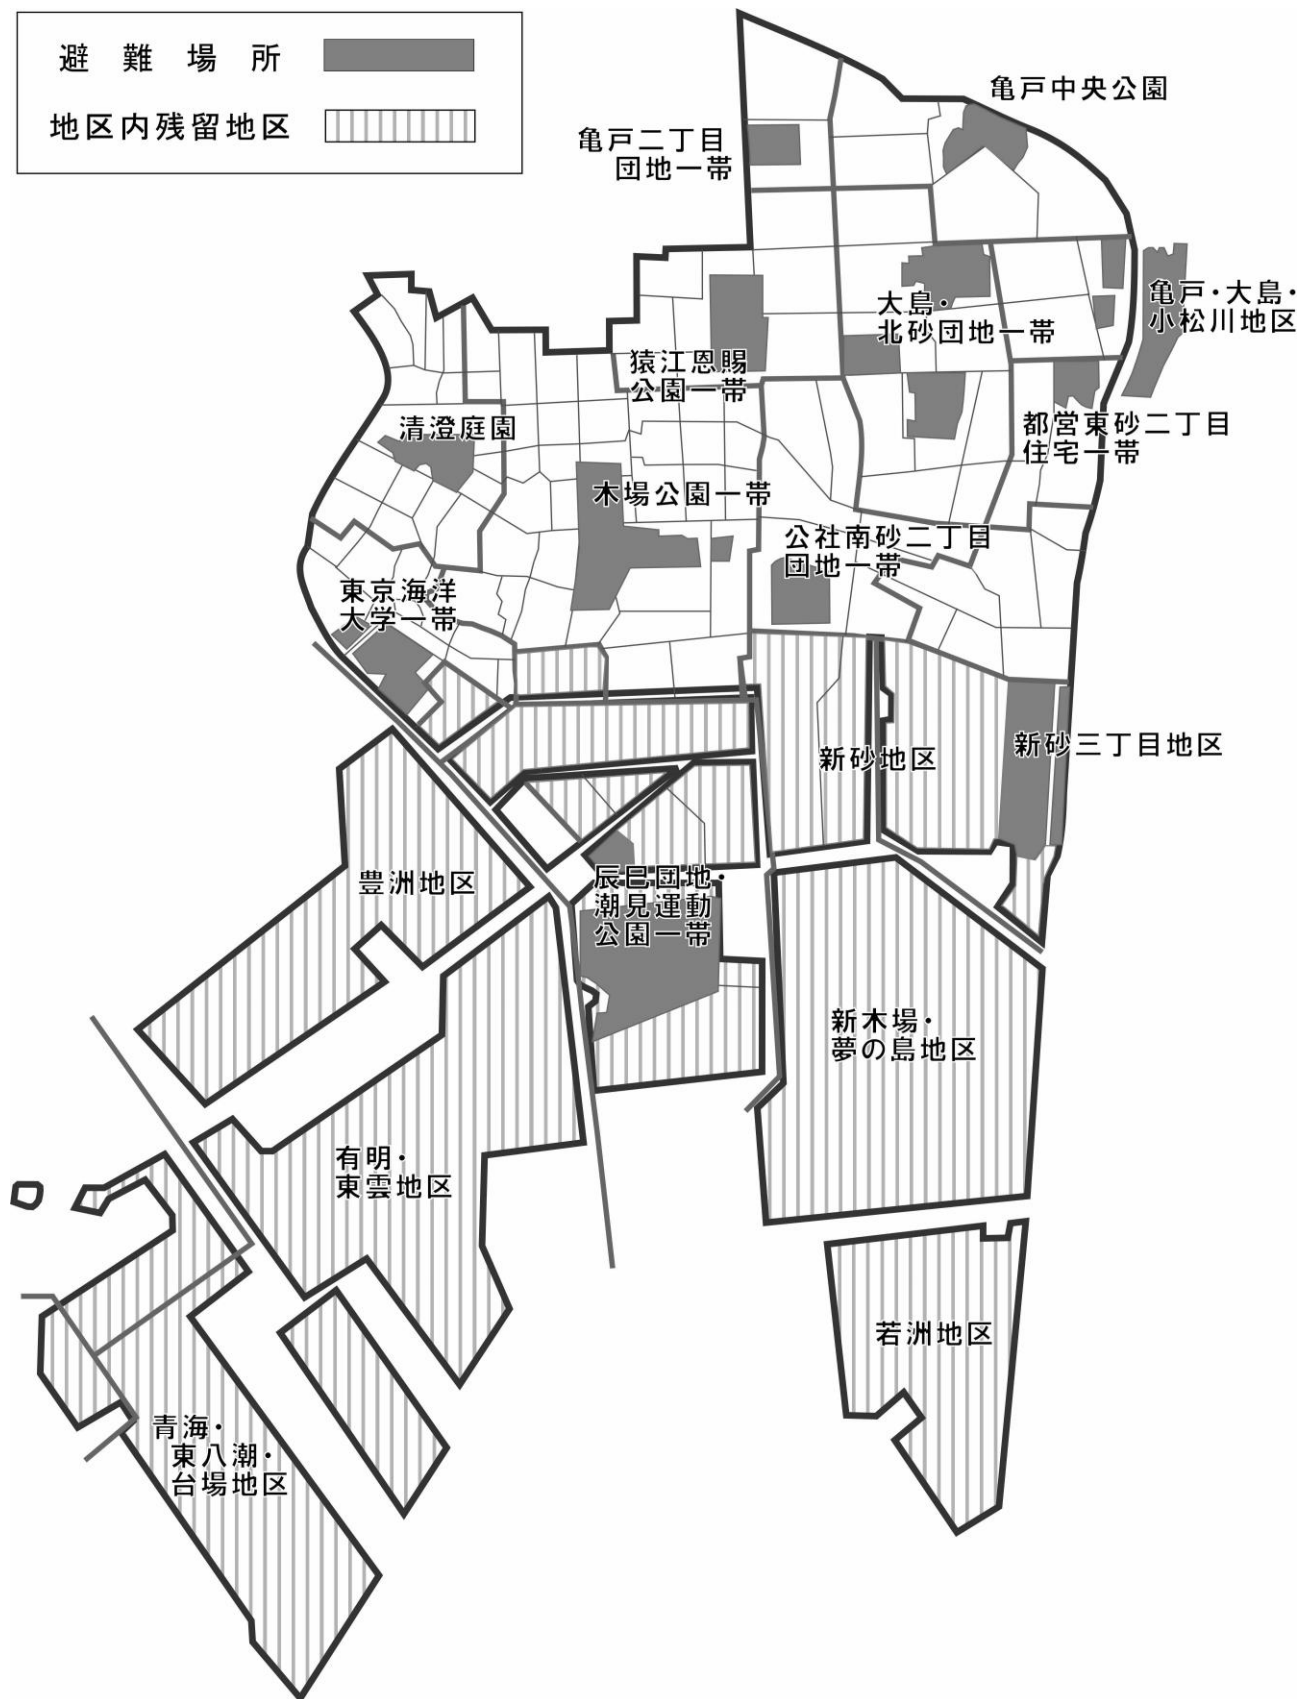 避難場所
地区内残留地区
亀戸中央公園
亀戸二丁目
団地一帯
亀戸・大島・
小松川地区
大島・
北砂団地一帯
猿江恩賜
公園一帯
清澄庭園
都営東砂二丁目
住宅一帯
木場公園一帯
公社南砂二丁目
団地一帯
東京海洋
大学一帯
新砂地区
新砂三丁目地区
豊洲地区
辰巳団地・
潮見運動
公園一帯
新木場・
夢の島地区
有明・
東雲地区
若洲地区
青海・
東八潮・
台場地区